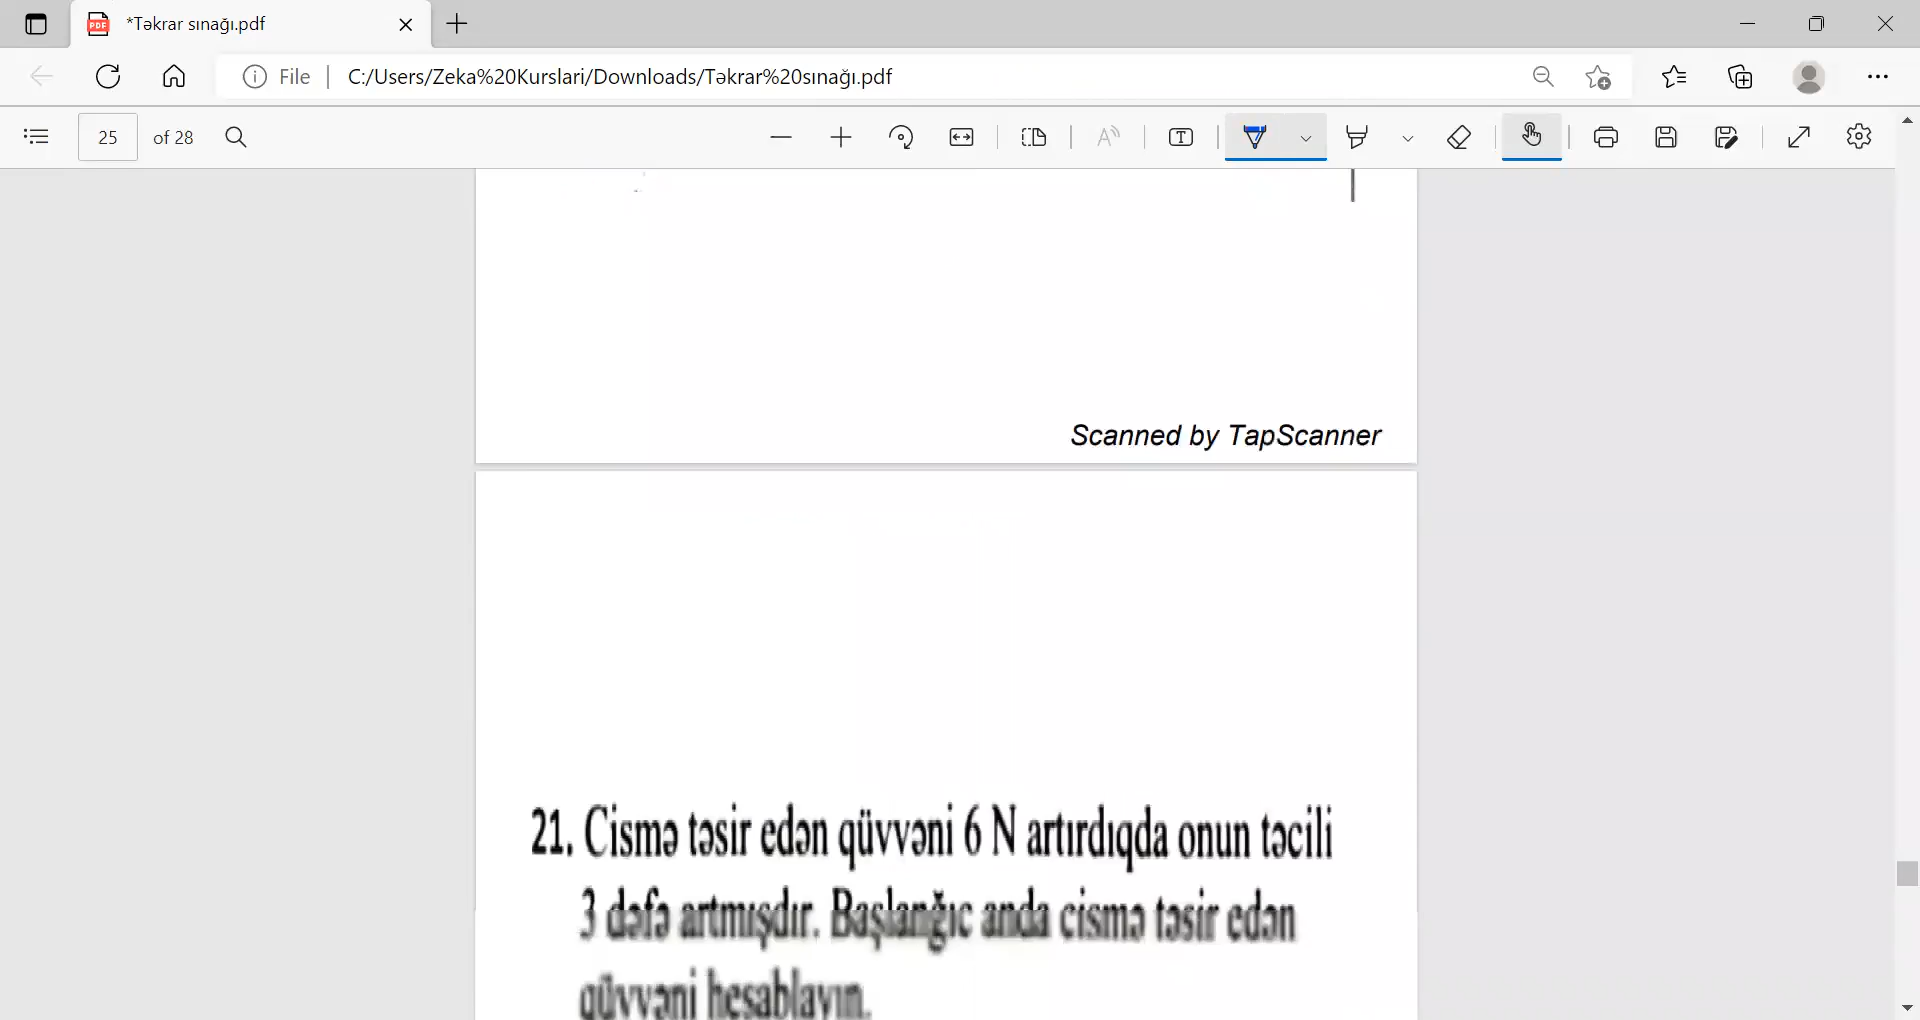 *Təkrar sınağı.pdf
File | C:/Users/Zeka%20Kurslari/Downloads/Təkrar%20sınağı.pdf
25 of 28
Scanned by TapScanner
21. Cismə təsir edən qüvvəni 6 N artırdıqda onun təcili
3 dəfə artmışdır. Başlanğıc anda cismə təsir edən
qüvvəni hesablayın.